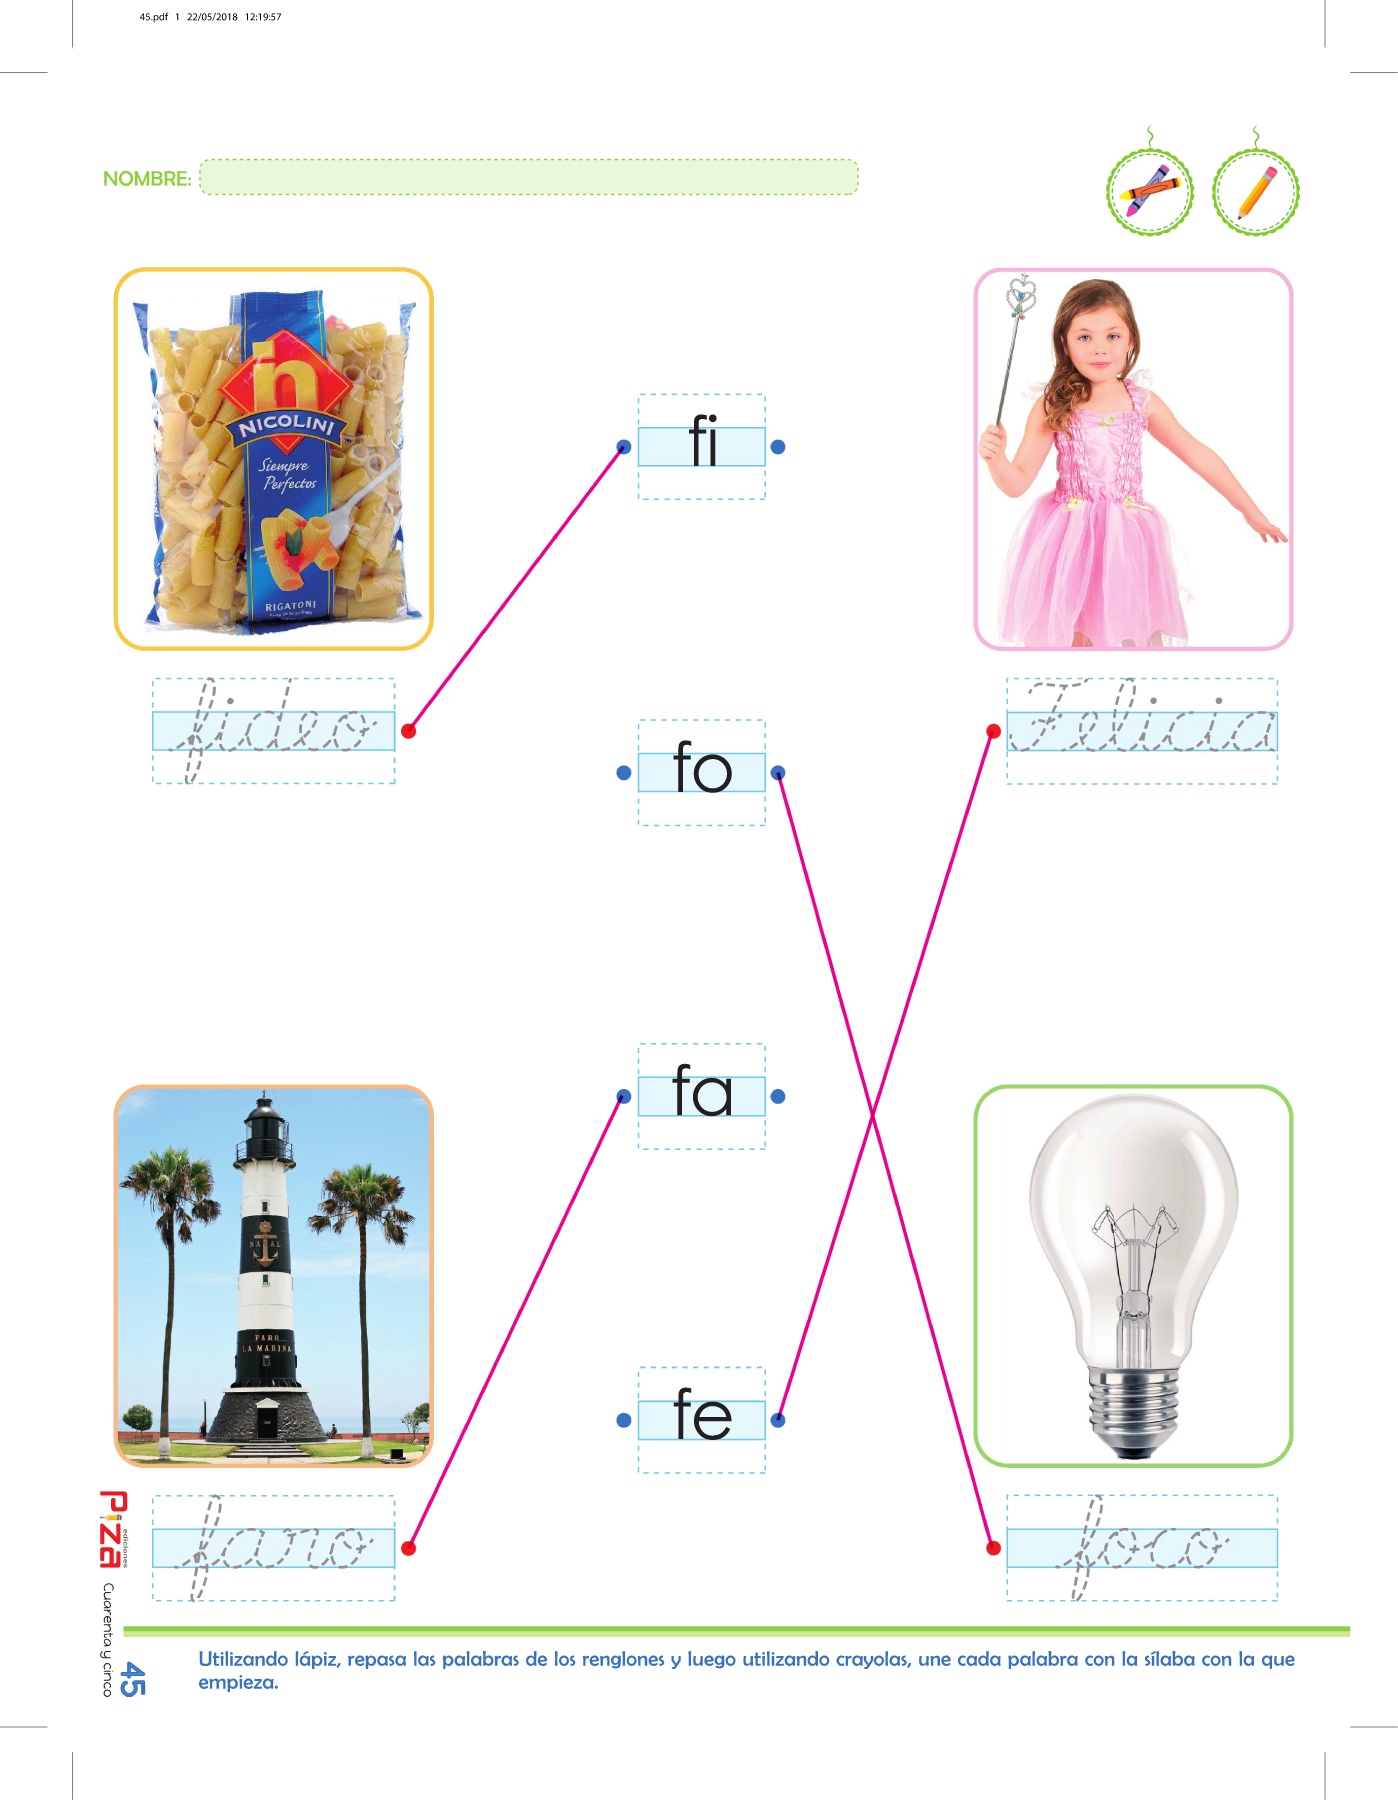 45.pdf 1 22/05/2018 12:19:57
NOMBRE:
n
NICOLINI
Siempre
Perfectos
RIGATONI
fi
fideo
Felicia
fo
fa
NAVAL
FARO
LA MARINA
fe
faro
foco
Piza
ediciones
Cuarenta y cinco
45
Utilizando lápiz, repasa las palabras de los renglones y luego utilizando crayolas, une cada palabra con la sílaba con la que
empieza.